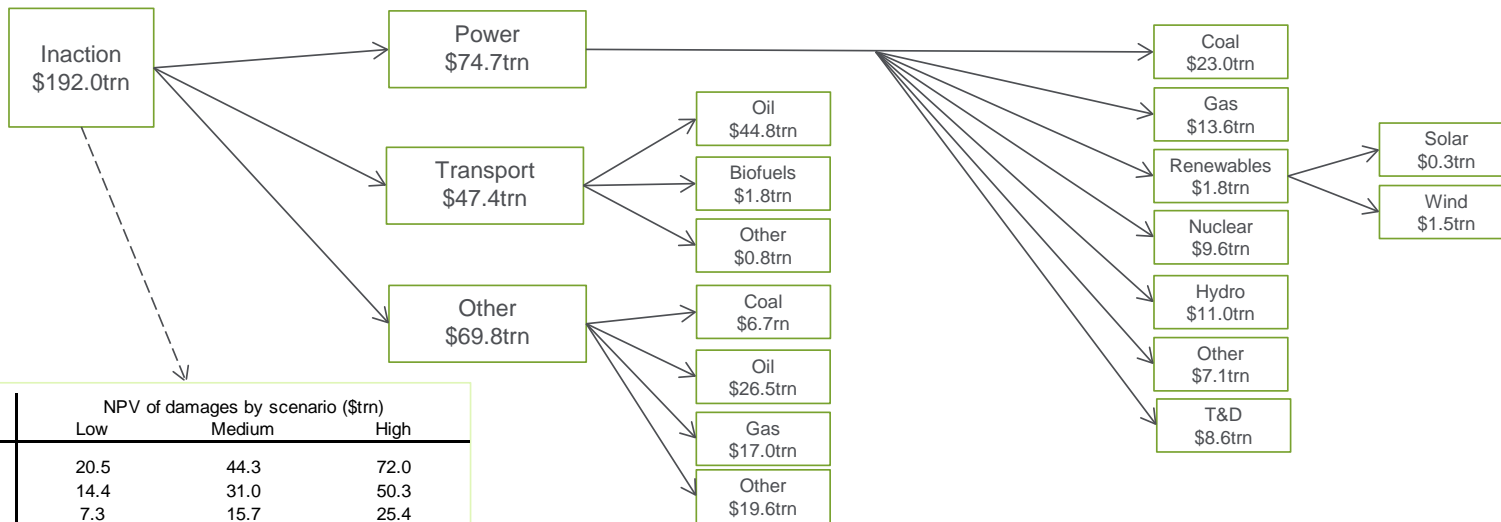 Inaction
$192.0trn
Power
$74.7trn
Transport
$47.4trn
Other
$69.8trn
Oil
$44.8trn
Biofuels
$1.8trn
Other
$0.8trn
Coal
$6.7rn
Oil
$26.5trn
Gas
$17.0trn
Other
$19.6trn
Coal
$23.0trn
Gas
$13.6trn
Renewables
$1.8trn
Nuclear
$9.6trn
Hydro
$11.0trn
Other
$7.1trn
T&D
$8.6trn
Solar
$0.3trn
Wind
$1.5trn
NPV of damages by scenario ($trn)
Low Medium High
20.5 44.3 72.0
14.4 31.0 50.3
7.3 15.7 25.4